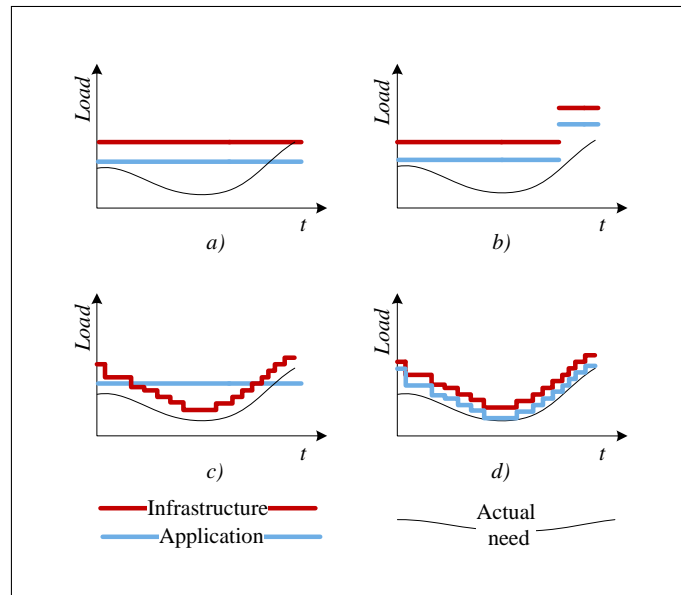 Load
t
a)
Load
t
b)
Load
t
c)
Load
t
d)
Infrastructure
Application
Actual
need